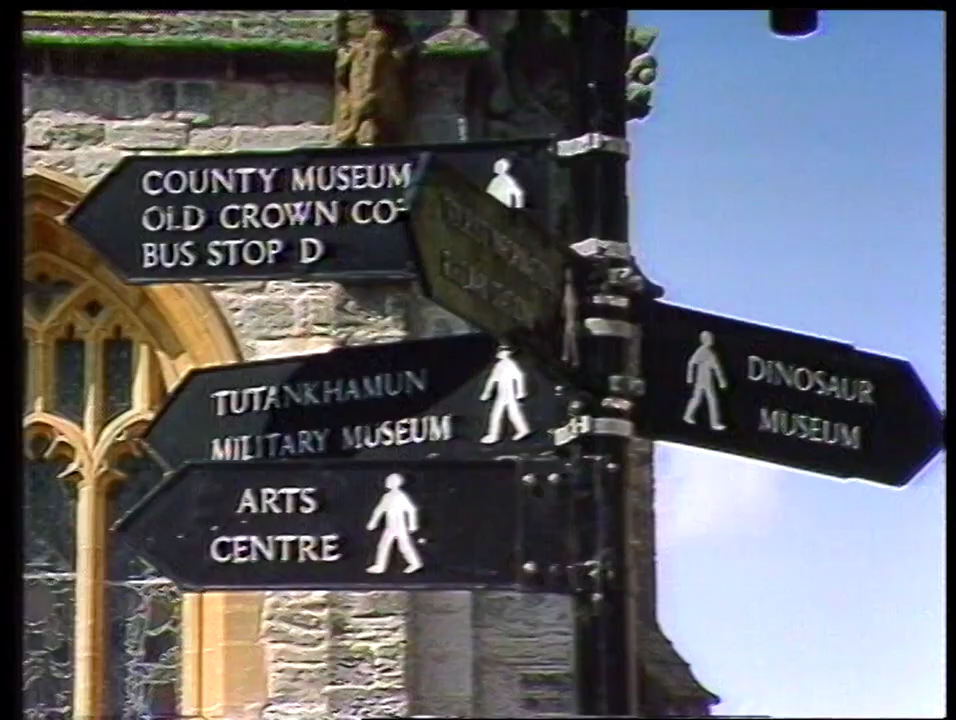 COUNTY MUSEUM
OLD CROWN CO
BUS STOP D
TUTANKHAMUN
MILITARY MUSEUM
ARTS
CENTRE
DINOSAUR
MUSEUM